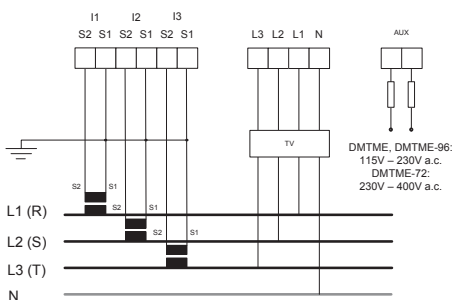 I1 I2 I3
S2 S1 S2 S1 S2 S1 L3 L2 L1 N AUX
TV
DMTME, DMTME-96:
115V – 230V a.c.
DMTME-72:
230V – 400V a.c.
S2 S1
L1 (R)
S2 S1
L2 (S)
S2 S1
L3 (T)
N